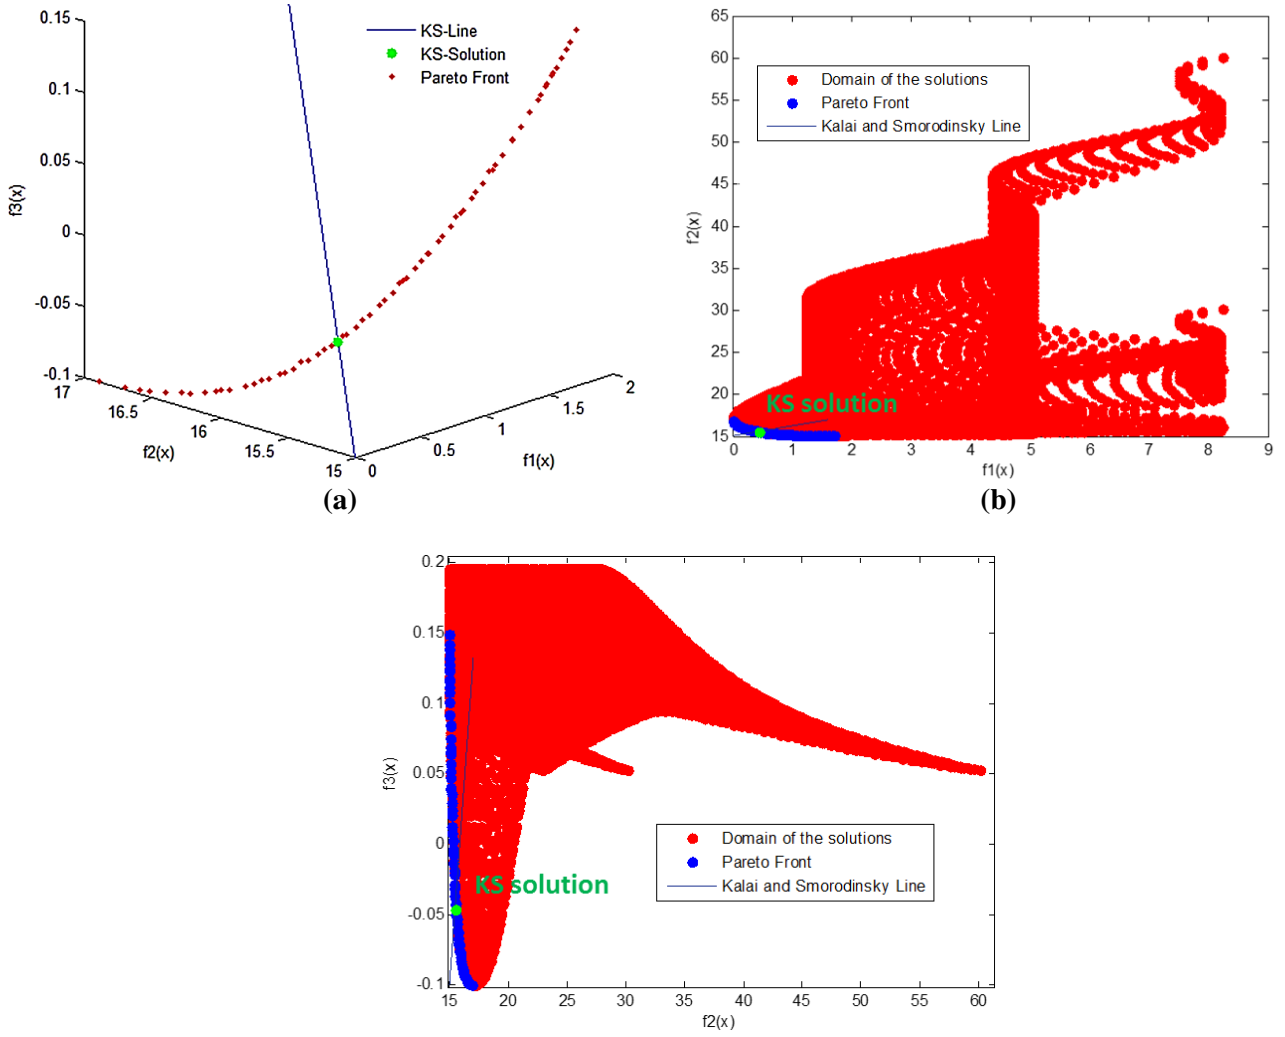 0.15
0.1
0.05
0
-0.05
-0.1
f3(x)
KS-Line
KS-Solution
Pareto Front
17
16.5
16
15.5
15
f2(x)
0
0.5
1
1.5
2
f1(x)
(a)
65
60
55
50
45
40
35
30
25
20
15
f2(x)
Domain of the solutions
Pareto Front
Kalai and Smorodinsky Line
KS solution
0 1 2 3 4 5 6 7 8 9
f1(x)
(b)
0.2
0.15
0.1
0.05
0
-0.05
-0.1
f3(x)
Domain of the solutions
Pareto Front
Kalai and Smorodinsky Line
KS solution
15 20 25 30 35 40 45 50 55 60
f2(x)